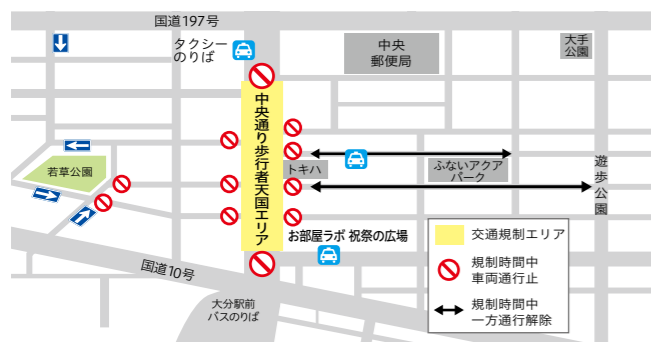 国道197号
タクシー
のりば
中央
郵便局
大手
公園
中央通り歩行者天国エリア
若草公園
トキハ
ふないアクア
パーク
遊歩公園
お部屋ラボ 祝祭の広場
国道10号
大分駅前
バスのりば
交通規制エリア
規制時間中
車両通行止
規制時間中
一方通行解除